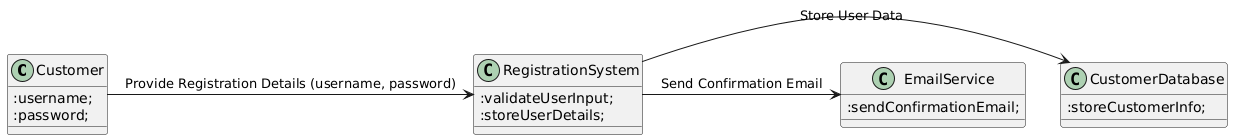 Store User Data
C Customer
:username;
:password;
Provide Registration Details (username, password)
C RegistrationSystem
:validateUserInput;
:storeUserDetails;
Send Confirmation Email
C EmailService
:sendConfirmationEmail;
C CustomerDatabase
:storeCustomerInfo;